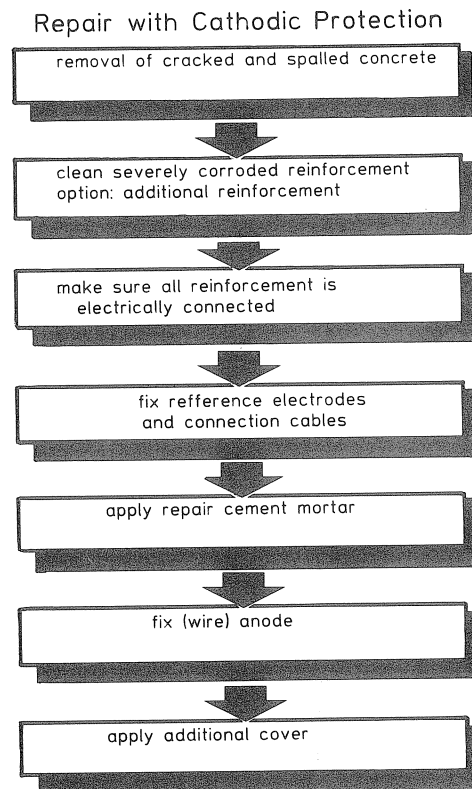 Repair with Cathodic Protection
removal of cracked and spalled concrete
clean severely corroded reinforcement
option: additional reinforcement
make sure all reinforcement is
electrically connected
fix refference electrodes
and connection cables
apply repair cement mortar
fix (wire) anode
apply additional cover